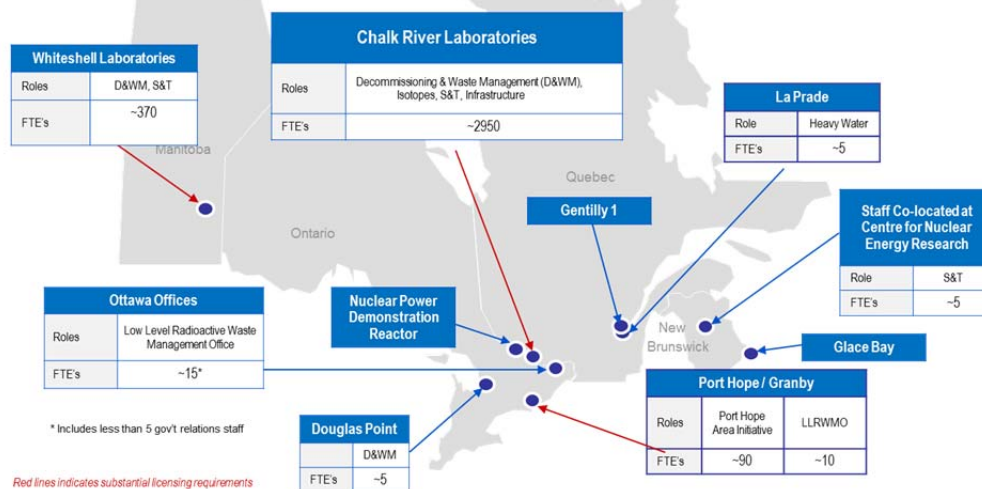 Chalk River Laboratories
Roles
Decommissioning & Waste Management (D&WM),
Isotopes, S&T, Infrastructure
FTE's
~2950
Whiteshell Laboratories
Roles
D&WM, S&T
FTE's
~370
La Prade
Role
Heavy Water
FTE's
~5
Manitoba
Ontario
Quebec
Gentilly 1
Staff Co-located at
Centre for Nuclear
Energy Research
Role
S&T
FTE's
~5
Ottawa Offices
Roles
Low Level Radioactive Waste
Management Office
FTE's
~15*
Nuclear Power
Demonstration
Reactor
New
Brunswick
Glace Bay
* Includes less than 5 gov't relations staff
Douglas Point
D&WM
FTE's
~5
Port Hope / Granby
Roles
Port Hope
Area Initiative
LLRWMO
FTE's
~90
~10
Red lines indicates substantial licensing requirements